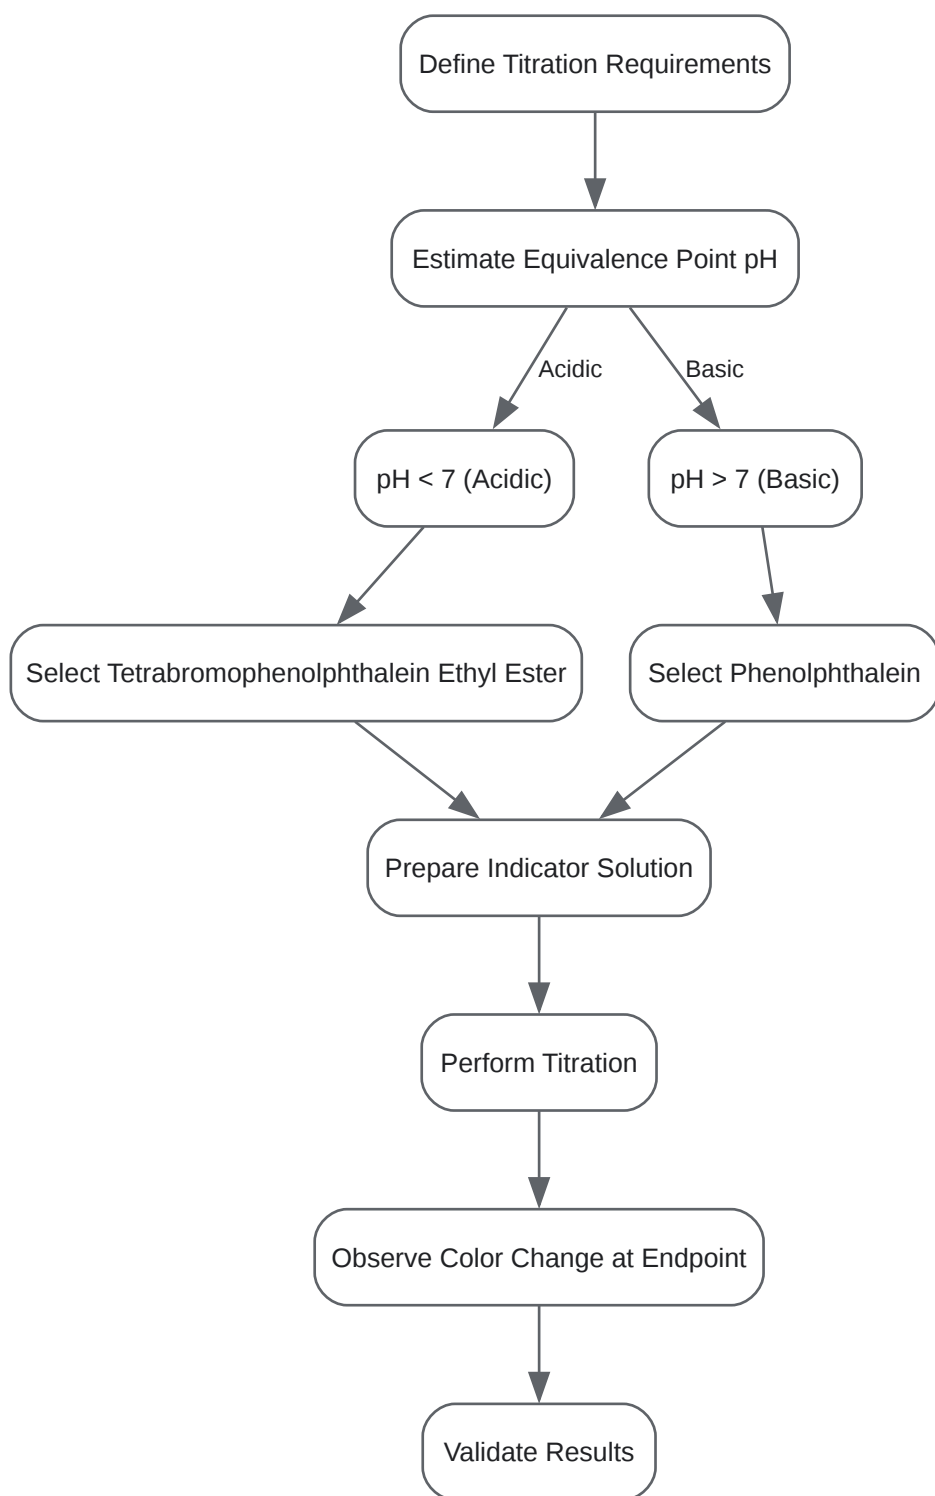 Define Titration Requirements
Estimate Equivalence Point pH
Acidic
Basic
pH < 7 (Acidic)
pH > 7 (Basic)
Select Tetrabromophenolphthalein Ethyl Ester
Select Phenolphthalein
Prepare Indicator Solution
Perform Titration
Observe Color Change at Endpoint
Validate Results